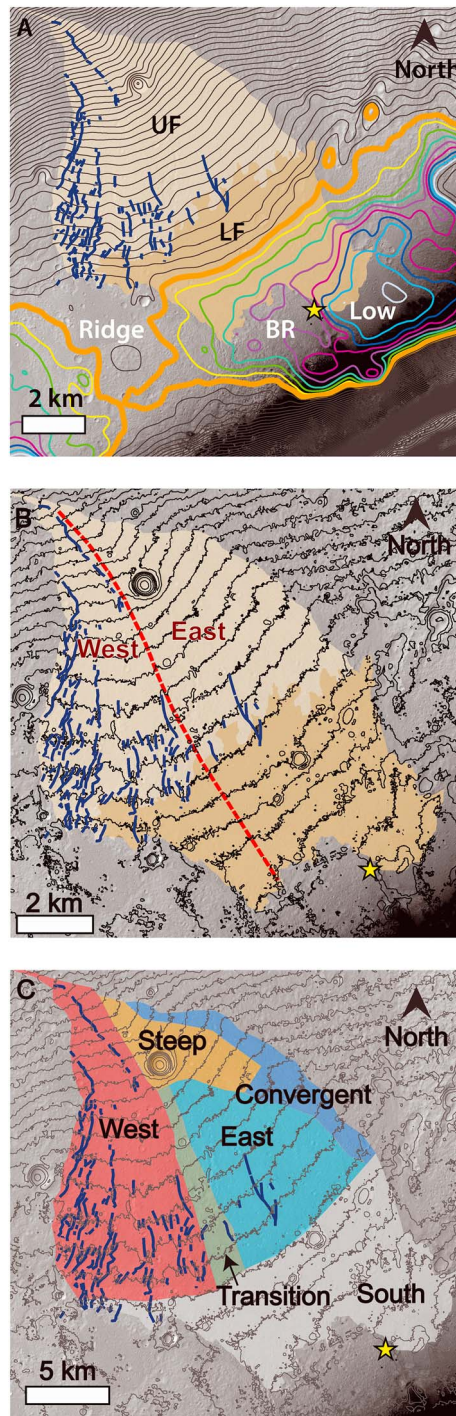 A
North
UF
LF
Ridge
BR
Low
2 km
B
North
East
West
2 km
C
North
Steep
Convergent
West
East
Transition
South
5 km